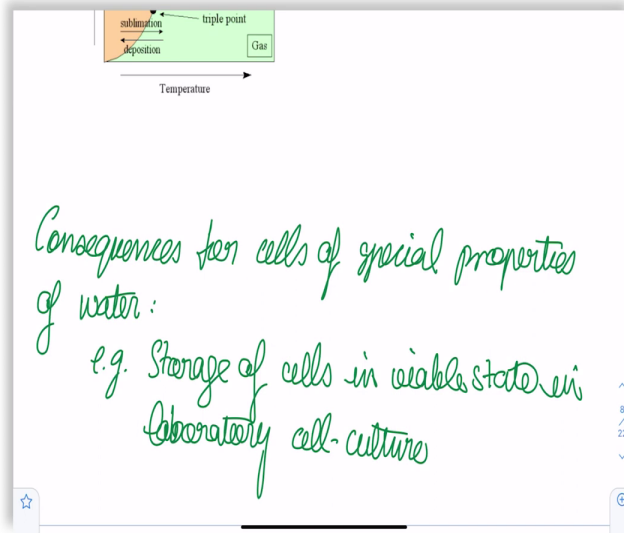 sublimation
triple point
deposition
Gas
Temperature
Consequences for cells of special properties
of water:
e.g. Storage of cells in viable state in
laboratory cell-culture
8